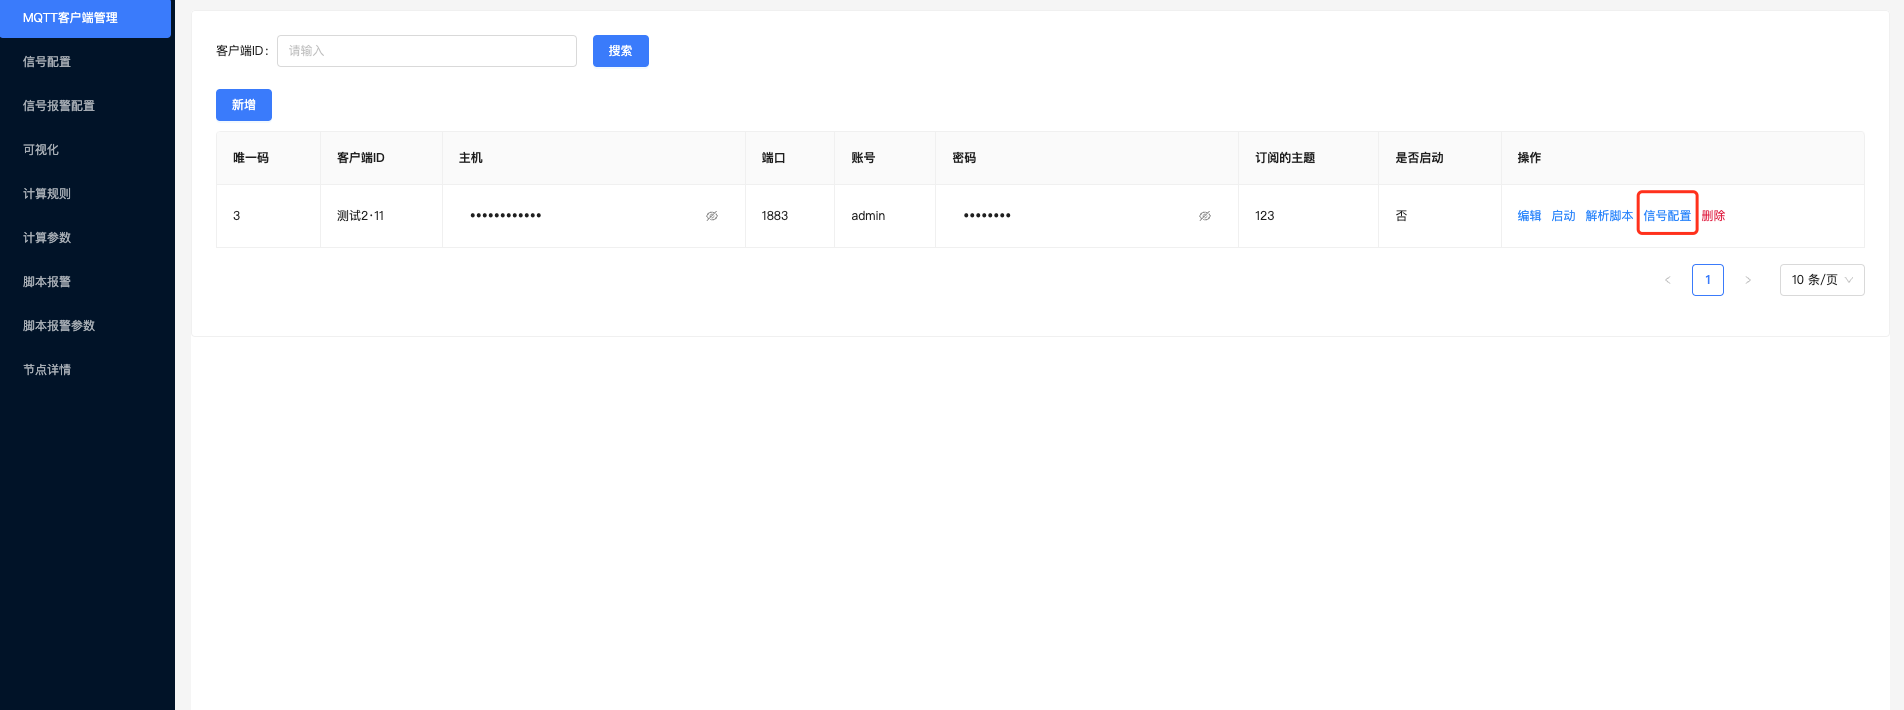 MQTT客户端管理
信号配置
信号报警配置
可视化
计算规则
计算参数
脚本报警
脚本报警参数
节点详情
客户端ID： 请输入 搜索
新增
唯一码 客户端ID 主机 端口 账号 密码 订阅的主题 是否启动 操作
3 测试2·11 •••••••••••• 1883 admin •••••••• 123 否 编辑 启动 解析脚本 信号配置 删除
< 1 > 10 条/页